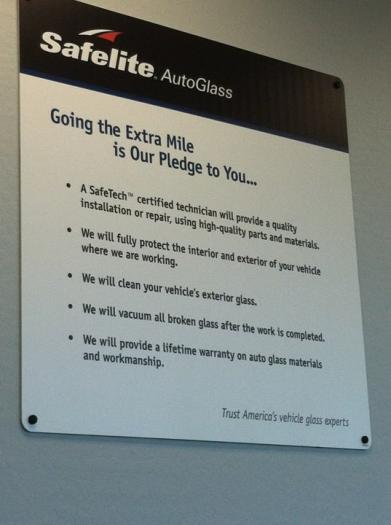 Safelite. AutoGlass
Going the Extra Mile
is Our Pledge to You...
• A SafeTech™ certified technician will provide a quality
installation or repair, using high-quality parts and materials.
• We will fully protect the interior and exterior of your vehicle
where we are working.
• We will clean your vehicle's exterior glass.
• We will vacuum all broken glass after the work is completed.
• We will provide a lifetime warranty on auto glass materials
and workmanship.
Trust America's vehicle glass experts